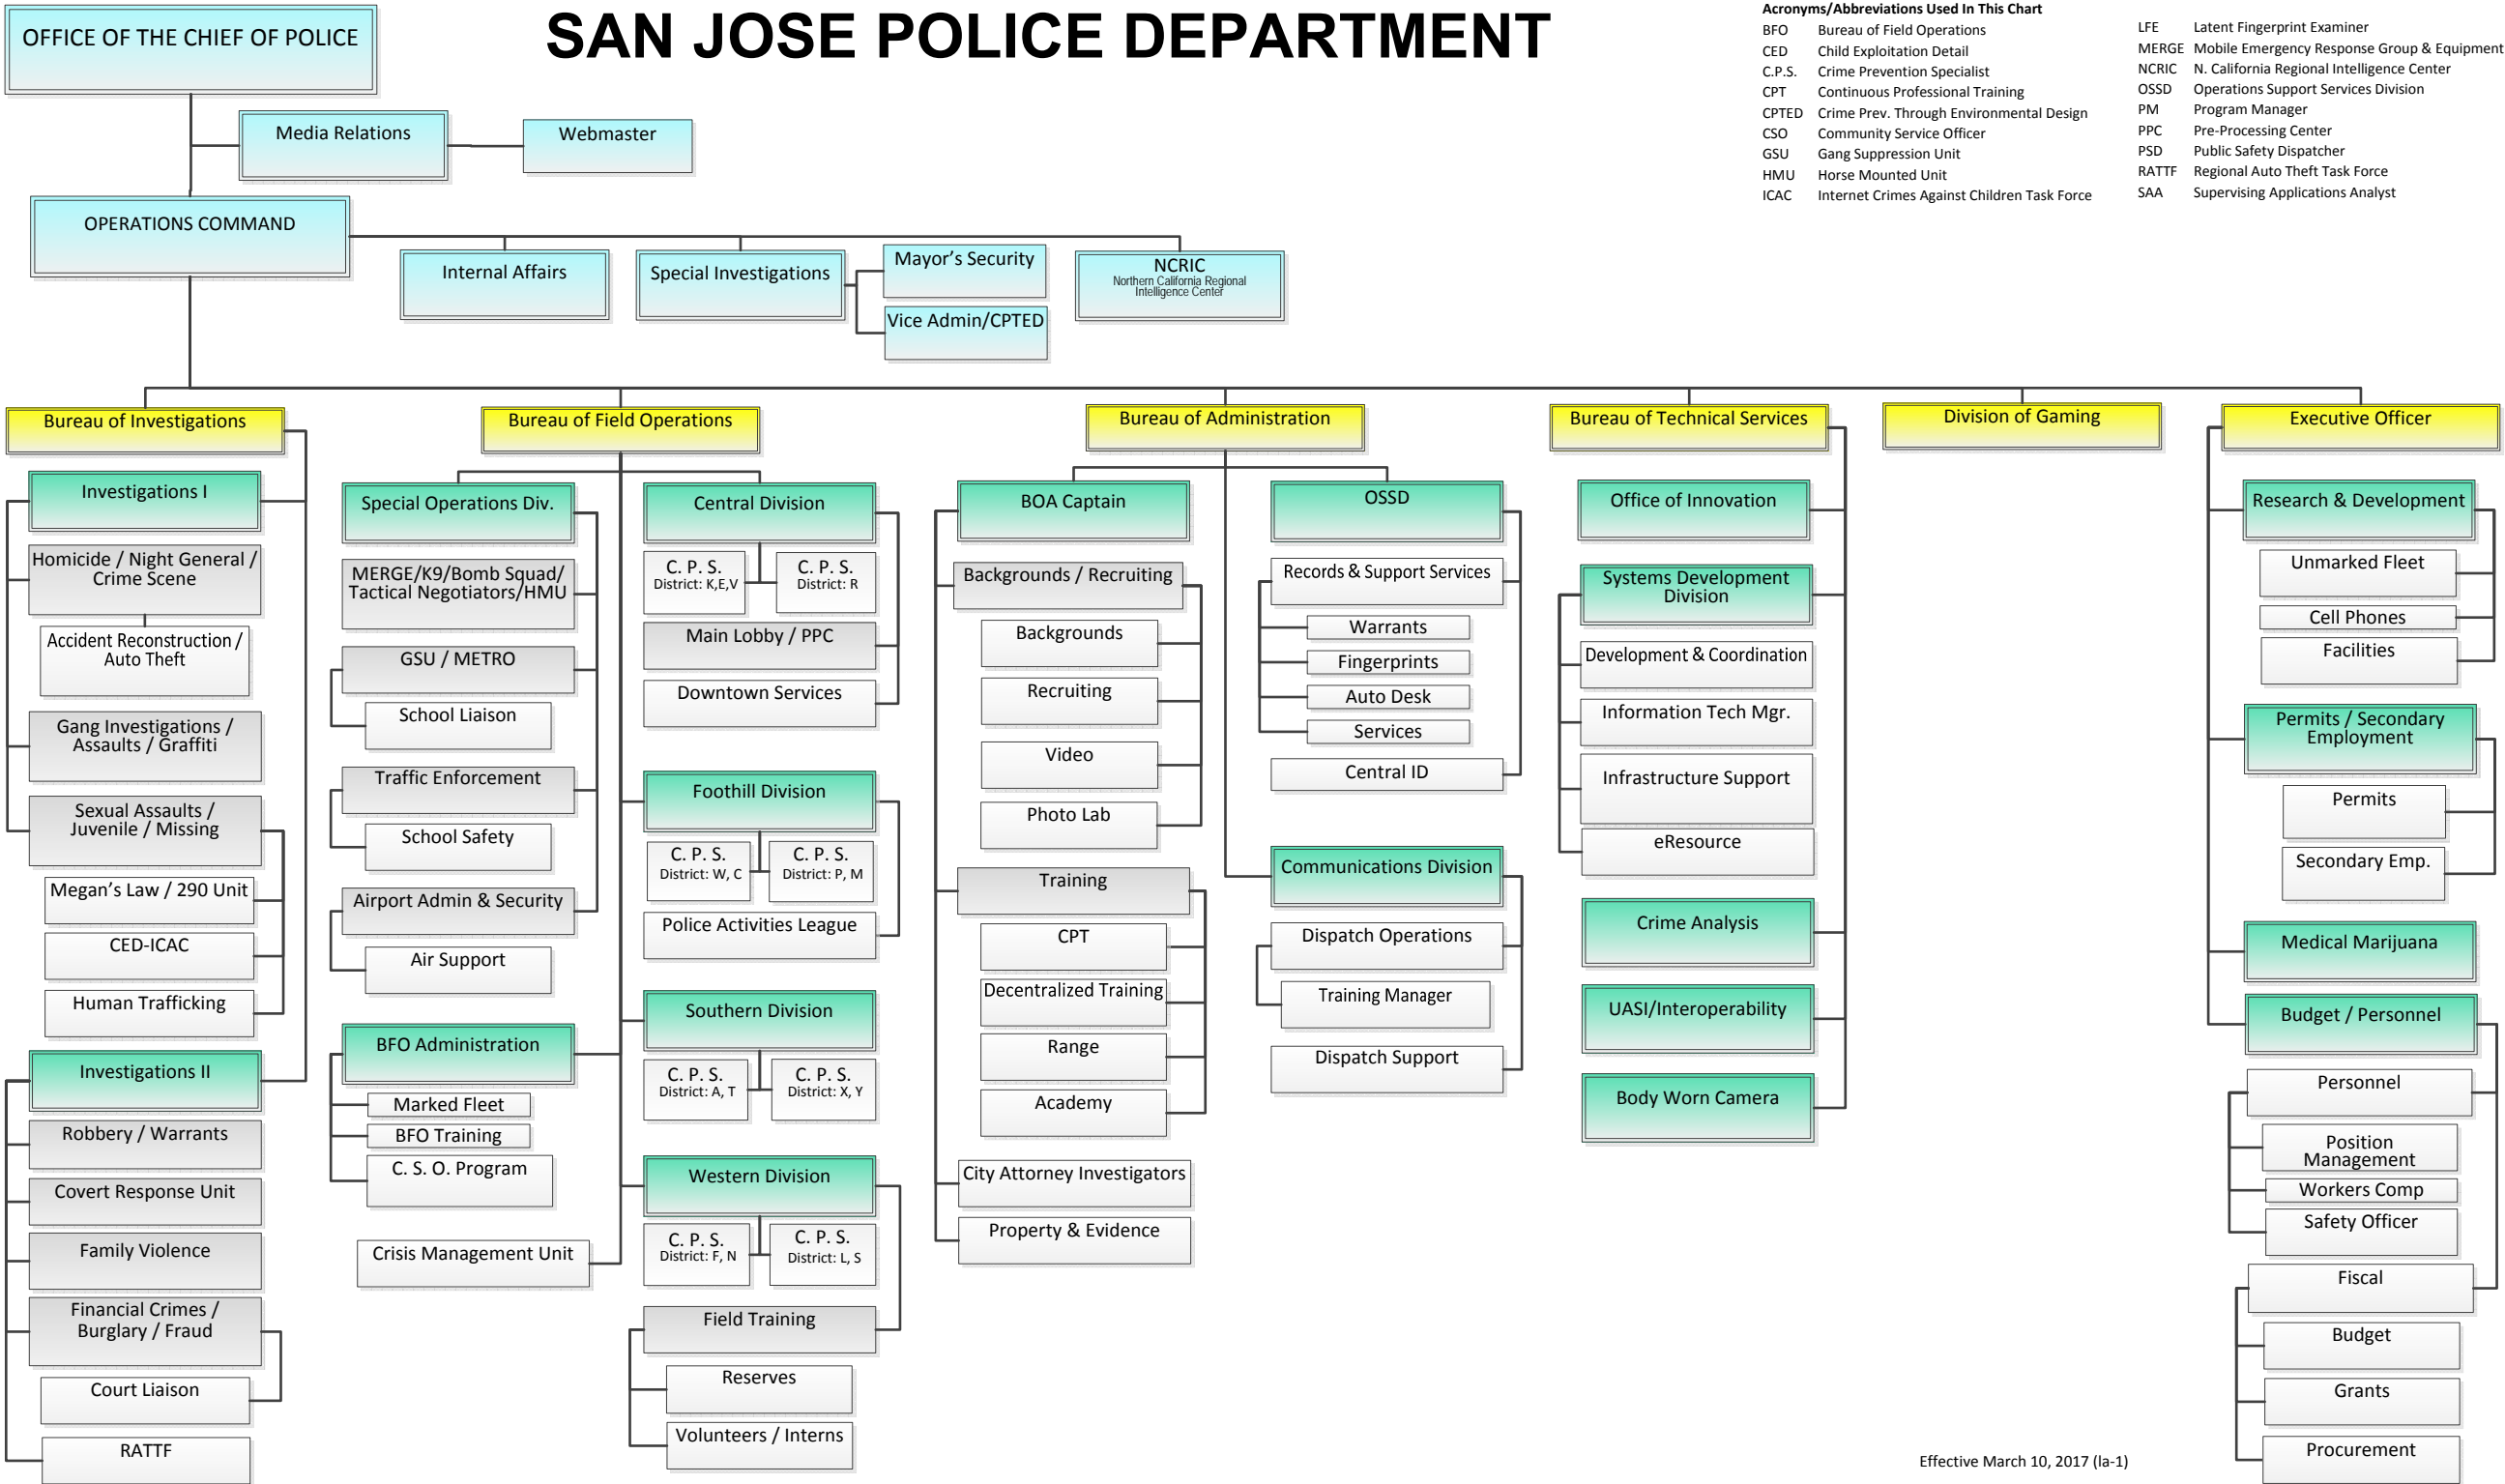 SAN JOSE POLICE DEPARTMENT
OFFICE OF THE CHIEF OF POLICE
Media Relations
Webmaster
OPERATIONS COMMAND
Internal Affairs
Special Investigations
Mayor's Security
Vice Admin/CPTED
NCRIC
Northern California Regional
Intelligence Center
Acronyms/Abbreviations Used In This Chart
BFO Bureau of Field Operations
CED Child Exploitation Detail
C.P.S. Crime Prevention Specialist
CPT Continuous Professional Training
CPTED Crime Prev. Through Environmental Design
CSO Community Service Officer
GSU Gang Suppression Unit
HMU Horse Mounted Unit
ICAC Internet Crimes Against Children Task Force
LFE Latent Fingerprint Examiner
MERGE Mobile Emergency Response Group & Equipment
NCRIC N. California Regional Intelligence Center
OSSD Operations Support Services Division
PM Program Manager
PPC Pre-Processing Center
PSD Public Safety Dispatcher
RATTF Regional Auto Theft Task Force
SAA Supervising Applications Analyst
Bureau of Investigations
Investigations I
Homicide / Night General /
Crime Scene
Accident Reconstruction /
Auto Theft
Gang Investigations /
Assaults / Graffiti
Sexual Assaults /
Juvenile / Missing
Megan's Law / 290 Unit
CED-ICAC
Human Trafficking
Investigations II
Robbery / Warrants
Covert Response Unit
Family Violence
Financial Crimes /
Burglary / Fraud
Court Liaison
RATTF
Bureau of Field Operations
Special Operations Div.
MERGE/K9/Bomb Squad/
Tactical Negotiators/HMU
GSU / METRO
School Liaison
Traffic Enforcement
School Safety
Airport Admin & Security
Air Support
BFO Administration
Marked Fleet
BFO Training
C. S. O. Program
Crisis Management Unit
Central Division
C. P. S.
District: K,E,V
C. P. S.
District: R
Main Lobby / PPC
Downtown Services
Foothill Division
C. P. S.
District: W, C
C. P. S.
District: P, M
Police Activities League
Southern Division
C. P. S.
District: A, T
C. P. S.
District: X, Y
Western Division
C. P. S.
District: F, N
C. P. S.
District: L, S
Field Training
Reserves
Volunteers / Interns
Bureau of Administration
BOA Captain
Backgrounds / Recruiting
Backgrounds
Recruiting
Video
Photo Lab
Training
CPT
Decentralized Training
Range
Academy
City Attorney Investigators
Property & Evidence
OSSD
Records & Support Services
Warrants
Fingerprints
Auto Desk
Services
Central ID
Communications Division
Dispatch Operations
Training Manager
Dispatch Support
Bureau of Technical Services
Office of Innovation
Systems Development
Division
Development & Coordination
Information Tech Mgr.
Infrastructure Support
eResource
Crime Analysis
UASI/Interoperability
Body Worn Camera
Division of Gaming
Executive Officer
Research & Development
Unmarked Fleet
Cell Phones
Facilities
Permits / Secondary
Employment
Permits
Secondary Emp.
Medical Marijuana
Budget / Personnel
Personnel
Position
Management
Workers Comp
Safety Officer
Fiscal
Budget
Grants
Procurement
Effective March 10, 2017 (la-1)